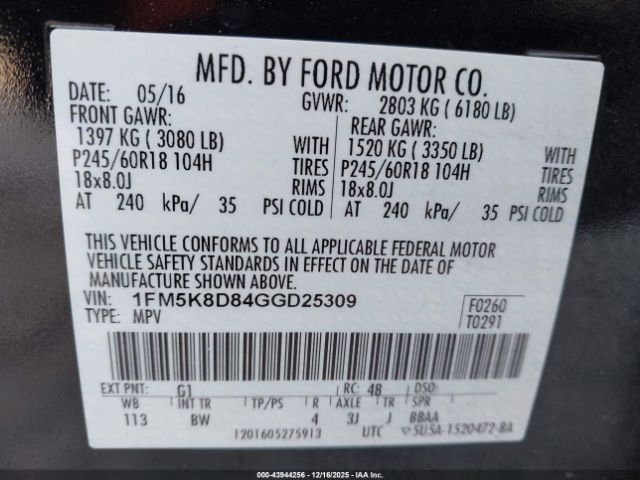 MFD. BY FORD MOTOR CO.
DATE: 05/16 GVWR: 2803 KG ( 6180 LB)
FRONT GAWR: REAR GAWR:
1397 KG ( 3080 LB) WITH 1520 KG ( 3350 LB) WITH
P245/60R18 104H TIRES P245/60R18 104H TIRES
18x8.0J RIMS 18x8.0J RIMS
AT 240 kPa/ 35 PSI COLD AT 240 kPa/ 35 PSI COLD
THIS VEHICLE CONFORMS TO ALL APPLICABLE FEDERAL MOTOR
VEHICLE SAFETY STANDARDS IN EFFECT ON THE DATE OF
MANUFACTURE SHOWN ABOVE.
VIN: 1FM5K8D84GGD25309 F0260
TYPE: MPV T0291
EXT PNT: G1 RC: 48 DSO:
WB INT TR TP/PS R AXLE TR SPR
113 BW 4 3J J BBAA
1201605275913 UTC ▽5U5A-1520472-BA
© IAA - 43944256 - 12/16/2025 - IAAI.com